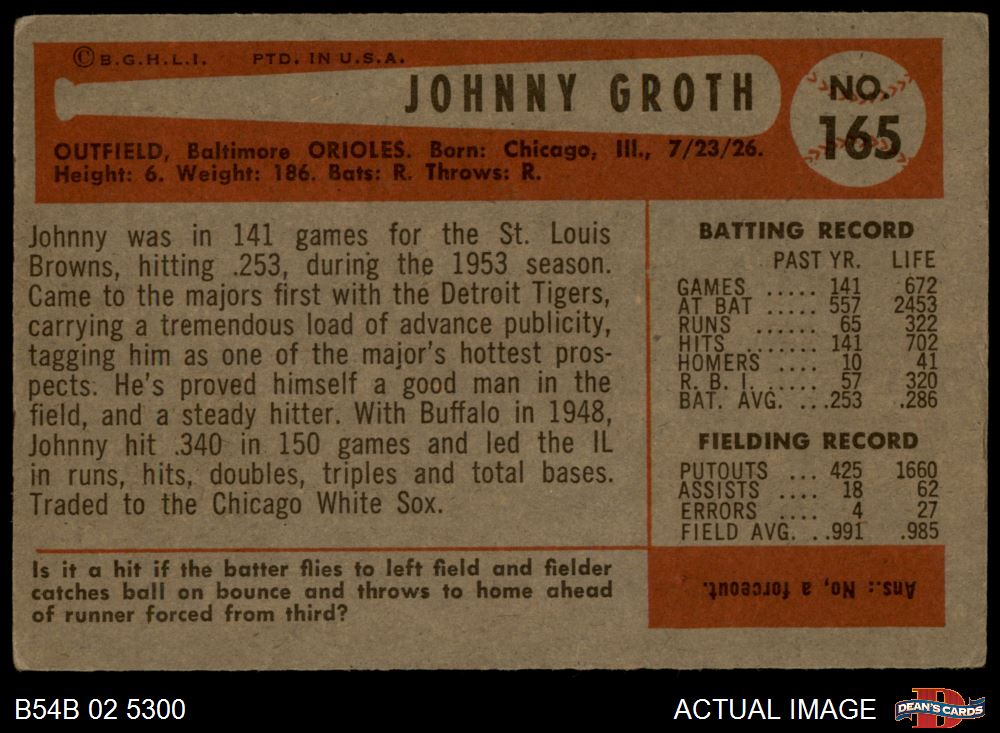 ©B.G.H.L.I. PTD. IN U.S.A.
JOHNNY GROTH
NO.
165
OUTFIELD, Baltimore ORIOLES. Born: Chicago, Ill., 7/23/26.
Height: 6. Weight: 186. Bats: R. Throws: R.
Johnny was in 141 games for the St. Louis
Browns, hitting .253, during the 1953 season.
Came to the majors first with the Detroit Tigers,
carrying a tremendous load of advance publicity,
tagging him as one of the major's hottest pros-
pects. He's proved himself a good man in the
field, and a steady hitter. With Buffalo in 1948,
Johnny hit .340 in 150 games and led the IL
in runs, hits, doubles, triples and total bases.
Traded to the Chicago White Sox.
BATTING RECORD
PAST YR. LIFE
GAMES ..... 141 672
AT BAT ..... 557 2453
RUNS ...... 65 322
HITS ....... 141 702
HOMERS .... 10 41
R. B. I. ..... 57 320
BAT. AVG. ...253 .286
FIELDING RECORD
PUTOUTS ... 425 1660
ASSISTS .... 18 62
ERRORS .... 4 27
FIELD AVG. ..991 .985
Is it a hit if the batter flies to left field and fielder
catches ball on bounce and throws to home ahead
of runner forced from third?
Ans.: No, a forceout.
B54B 02 5300
ACTUAL IMAGE
D
DEAN'S CARDS